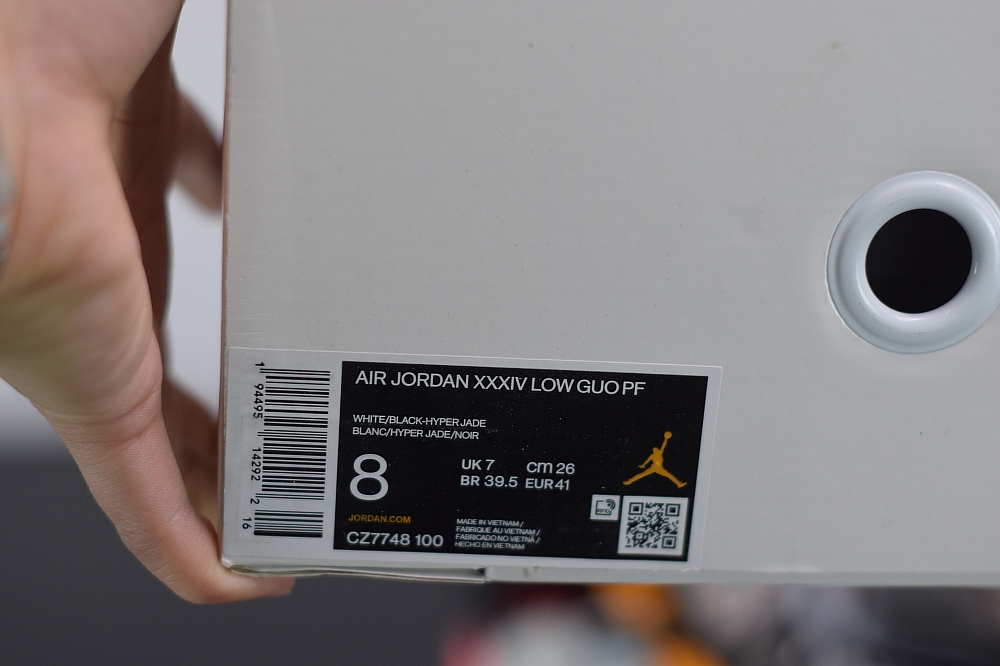 AIR JORDAN XXXIV LOW GUO PF
WHITE/BLACK-HYPER JADE
BLANC/HYPER JADE/NOIR
8
UK 7 cm 26
BR 39.5 EUR 41
JORDAN.COM
CZ7748 100
MADE IN VIETNAM /
FABRIQUE AU VIETNAM /
FABRICADO NO VIETNÃ /
HECHO EN VIETNAM
1 94495 14292 2 16